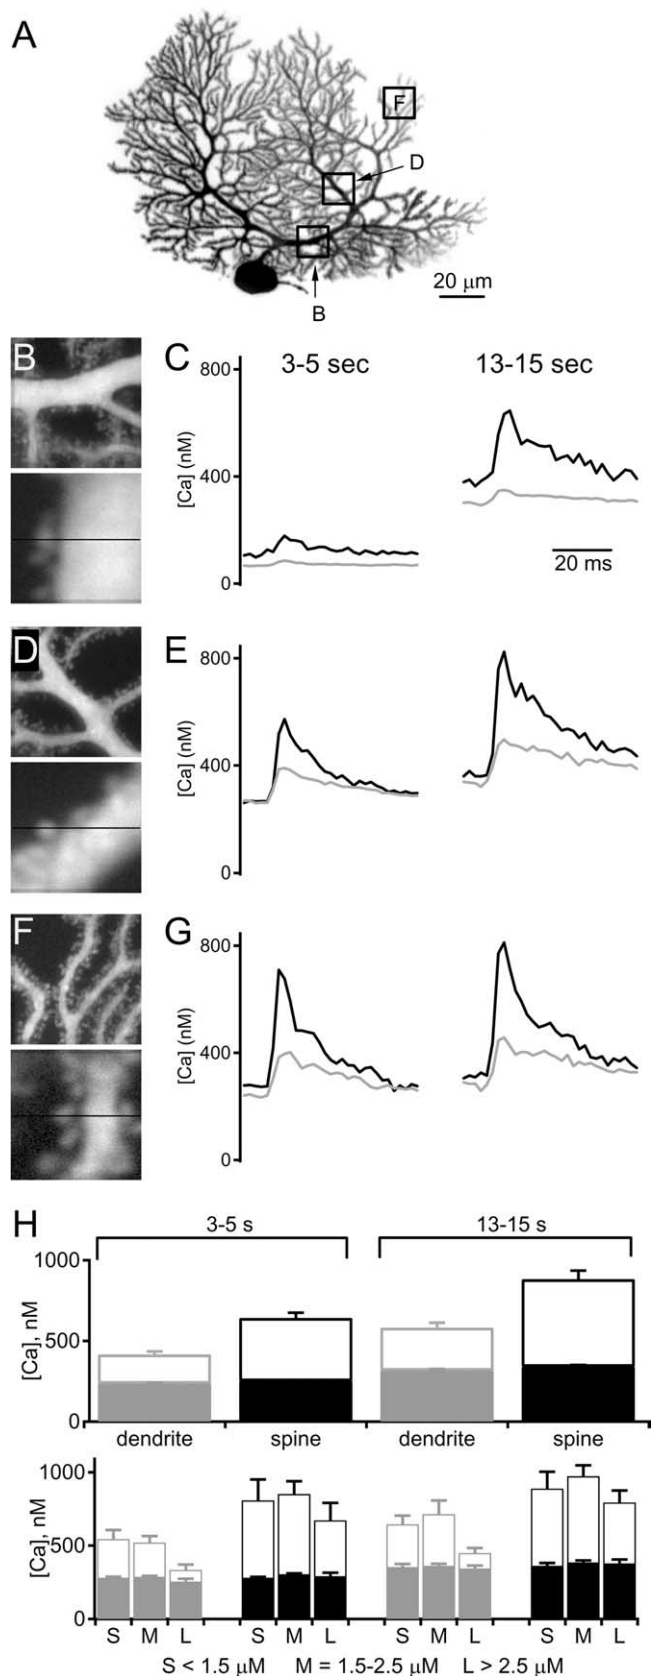 A
F
D
B
20 μm
B
C
3-5 sec
13-15 sec
800
400
0
[Ca] (nM)
20 ms
D
E
800
400
0
[Ca] (nM)
F
G
800
400
0
[Ca] (nM)
H
3-5 s
13-15 s
1000
500
0
[Ca], nM
dendrite
spine
dendrite
spine
1000
500
0
[Ca], nM
S M L S M L S M L S M L
S < 1.5 μM M = 1.5-2.5 μM L > 2.5 μM